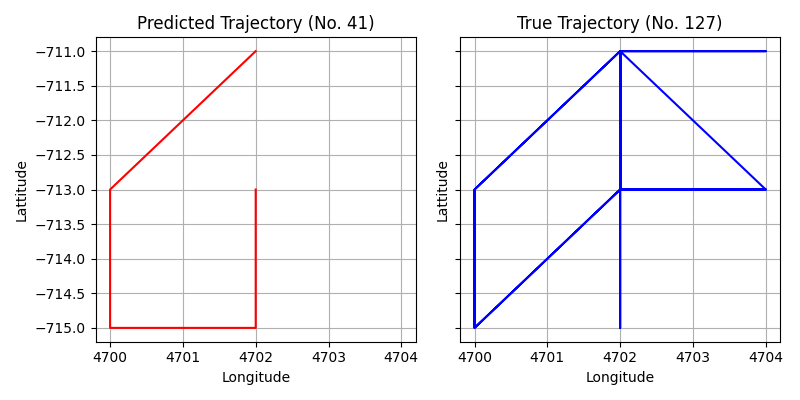 Predicted Trajectory (No. 41)
True Trajectory (No. 127)
Lattitude
−711.0
−711.5
−712.0
−712.5
−713.0
−713.5
−714.0
−714.5
−715.0
4700 4701 4702 4703 4704
Longitude
Lattitude
4700 4701 4702 4703 4704
Longitude